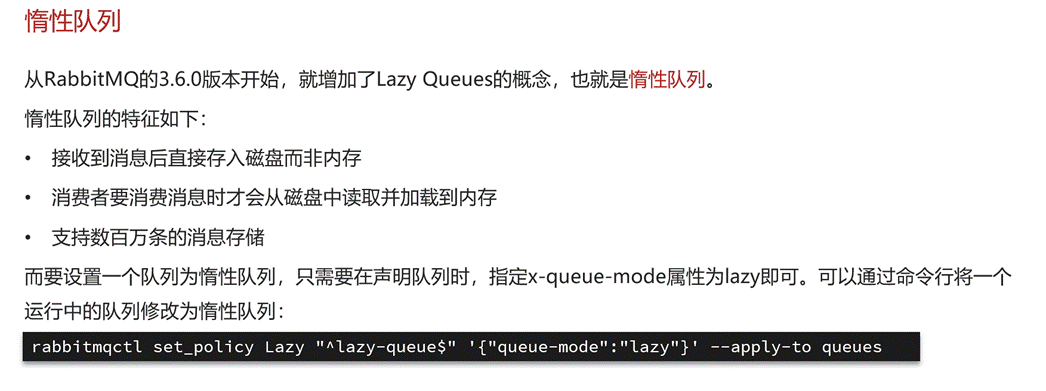 惰性队列
从RabbitMQ的3.6.0版本开始，就增加了Lazy Queues的概念，也就是惰性队列。
惰性队列的特征如下：
• 接收到消息后直接存入磁盘而非内存
• 消费者要消费消息时才会从磁盘中读取并加载到内存
• 支持数百万条的消息存储
而要设置一个队列为惰性队列，只需要在声明队列时，指定x-queue-mode属性为lazy即可。可以通过命令行将一个
运行中的队列修改为惰性队列：
rabbitmqctl set_policy Lazy "^lazy-queue$" '{"queue-mode":"lazy"}' --apply-to queues